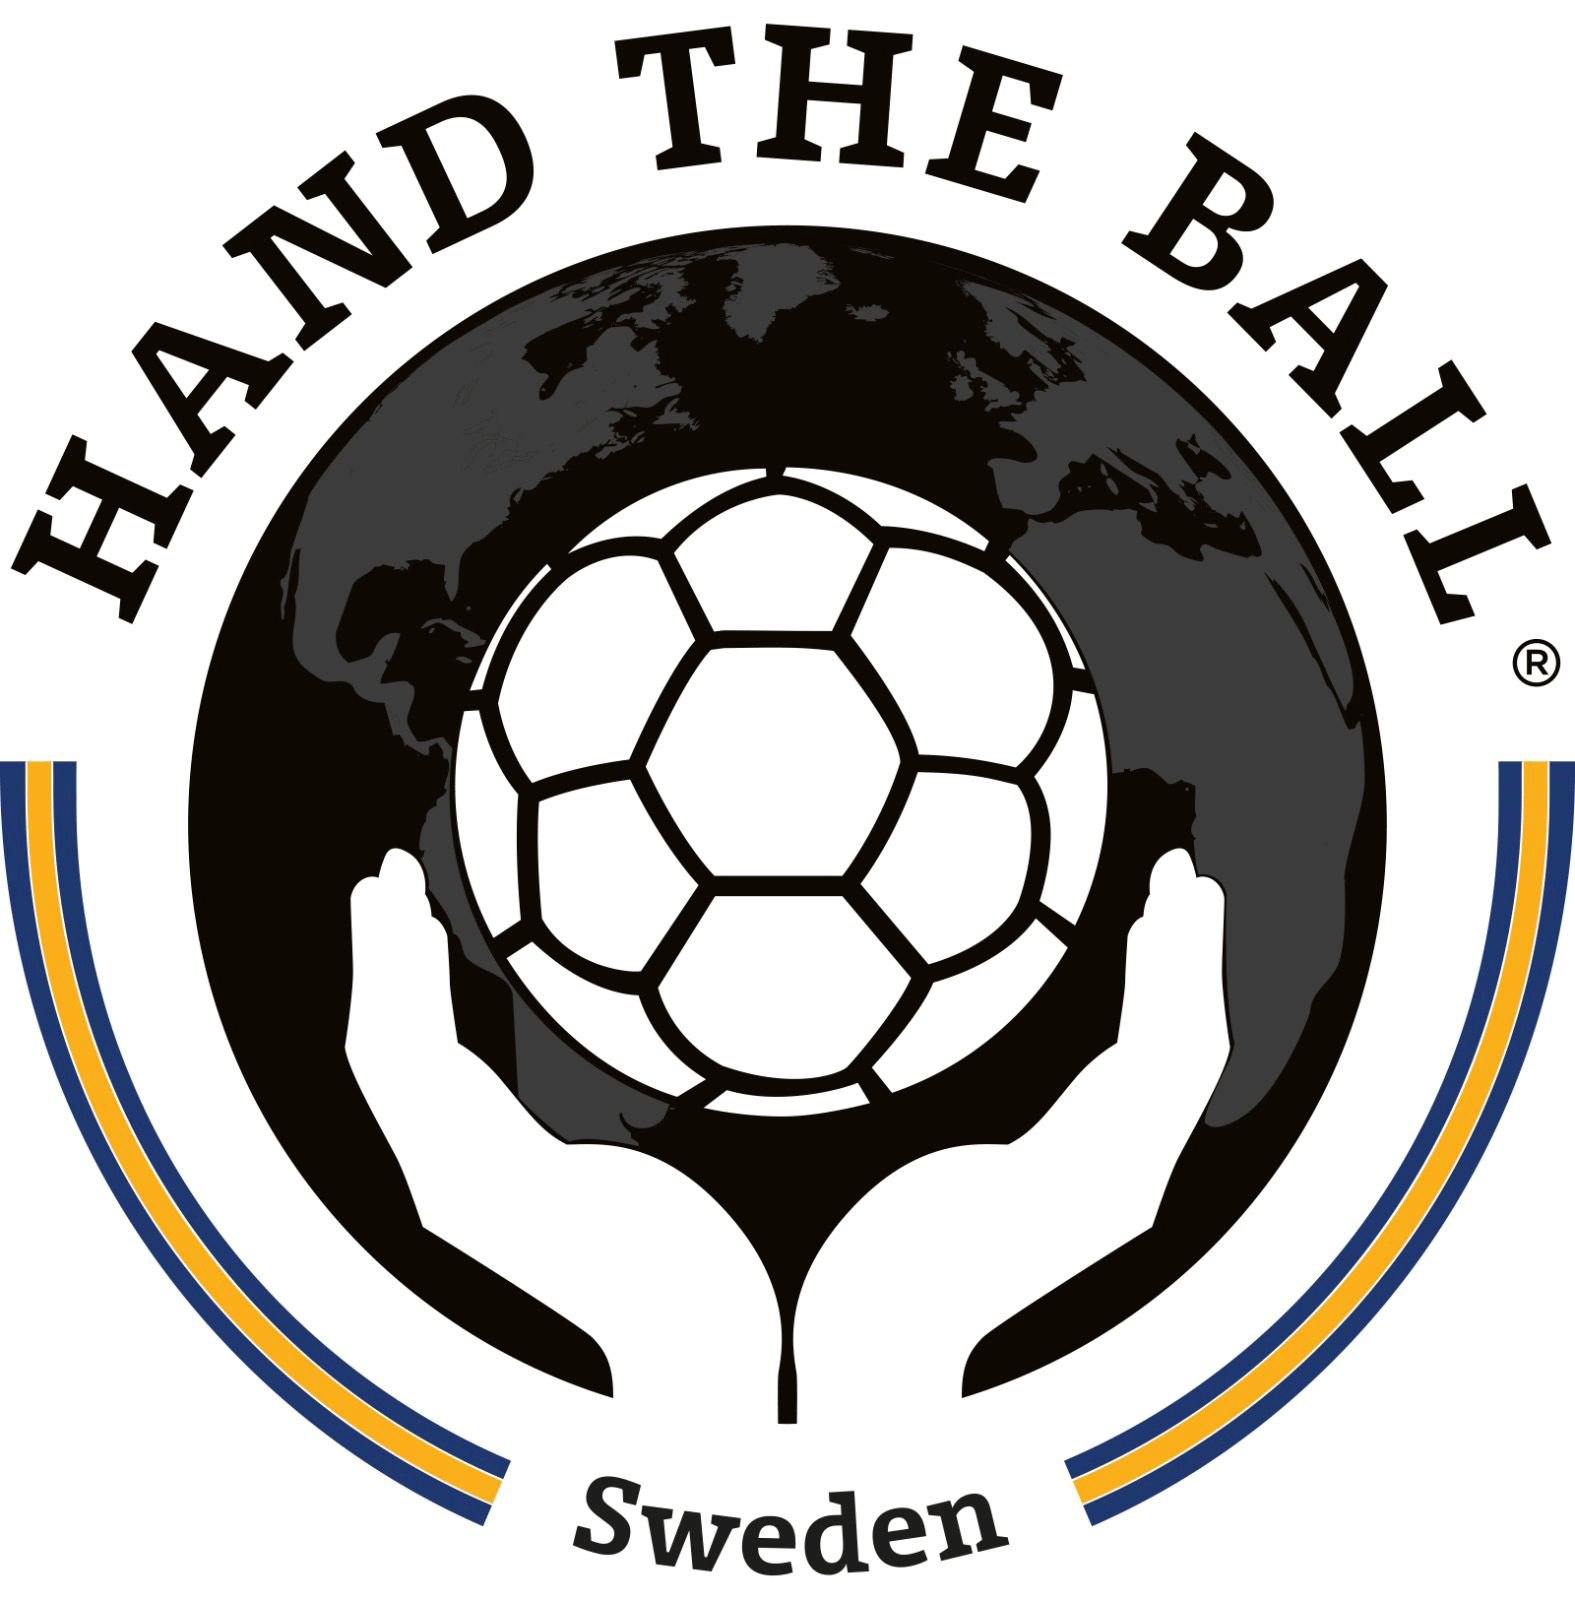 HAND THE BALL
®
Sweden